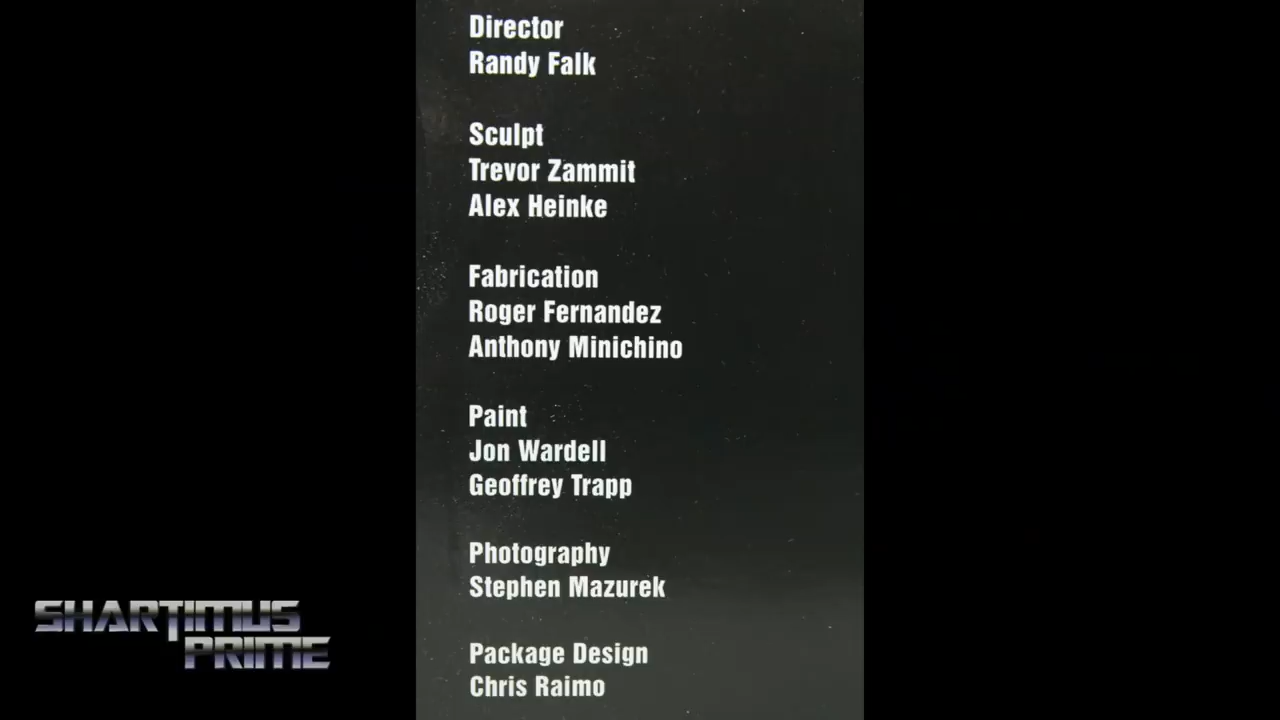 Director
Randy Falk
Sculpt
Trevor Zammit
Alex Heinke
Fabrication
Roger Fernandez
Anthony Minichino
Paint
Jon Wardell
Geoffrey Trapp
Photography
Stephen Mazurek
Package Design
Chris Raimo
SHARTIMUS
PRIME